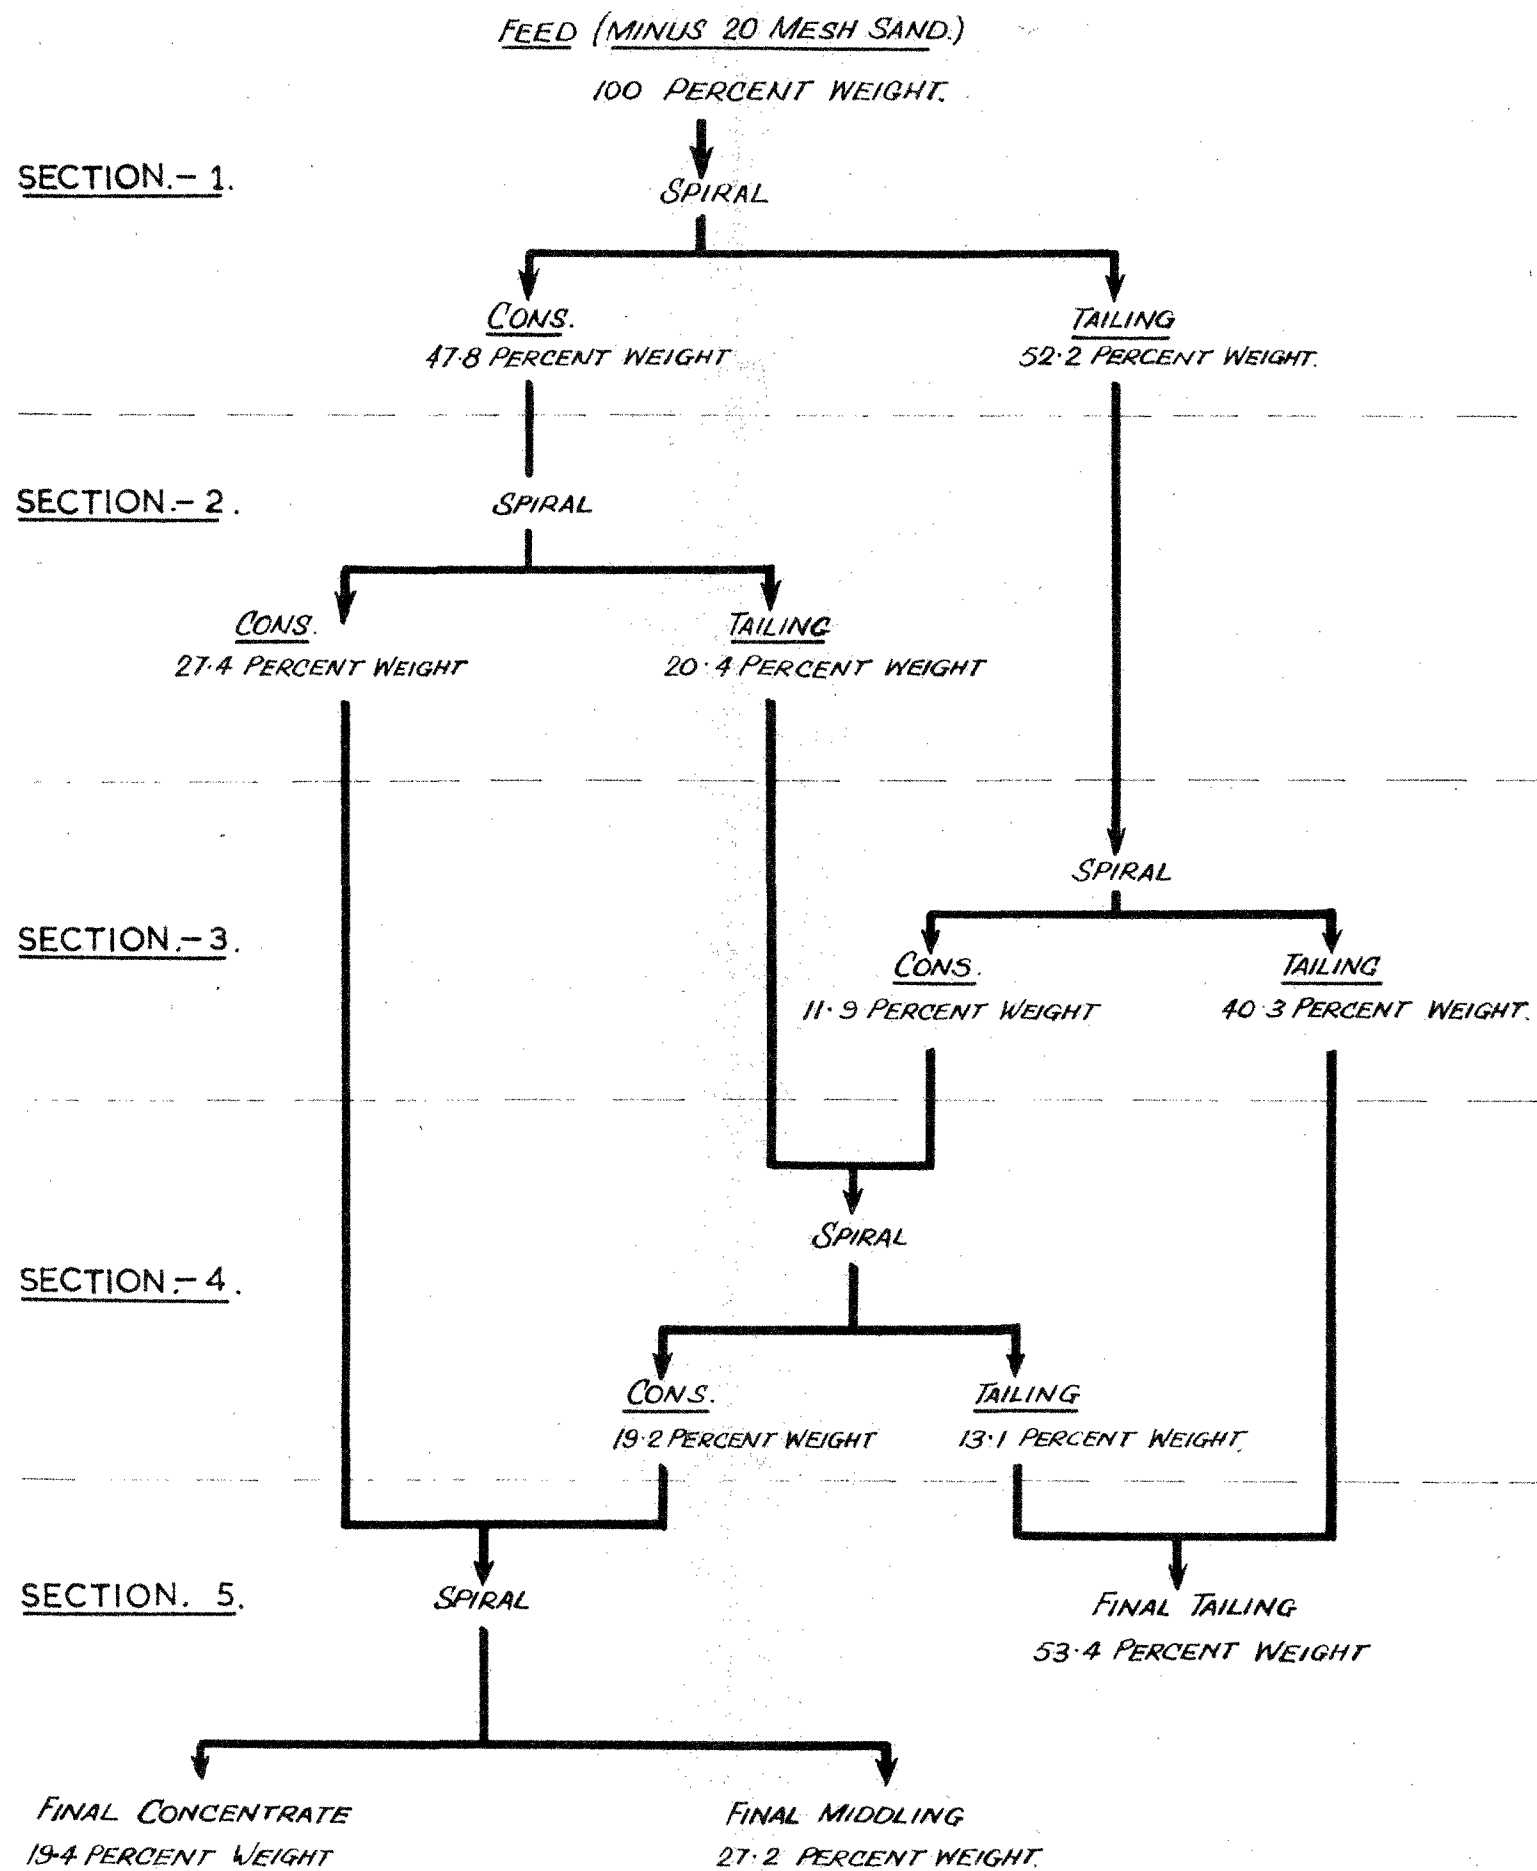 FEED (MINUS 20 MESH SAND.)
100 PERCENT WEIGHT.
SECTION.-1.
SPIRAL
CONS.
TAILING
47.8 PERCENT WEIGHT
52.2 PERCENT WEIGHT.
SECTION.-2.
SPIRAL
CONS.
TAILING
27.4 PERCENT WEIGHT
20.4 PERCENT WEIGHT
SPIRAL
SECTION.-3.
CONS.
TAILING
11.9 PERCENT WEIGHT
40.3 PERCENT WEIGHT.
SPIRAL
SECTION.-4.
CONS.
TAILING
19.2 PERCENT WEIGHT
13.1 PERCENT WEIGHT
SECTION. 5.
SPIRAL
FINAL TAILING
53.4 PERCENT WEIGHT
FINAL CONCENTRATE
FINAL MIDDLING
19.4 PERCENT WEIGHT
27.2 PERCENT WEIGHT.